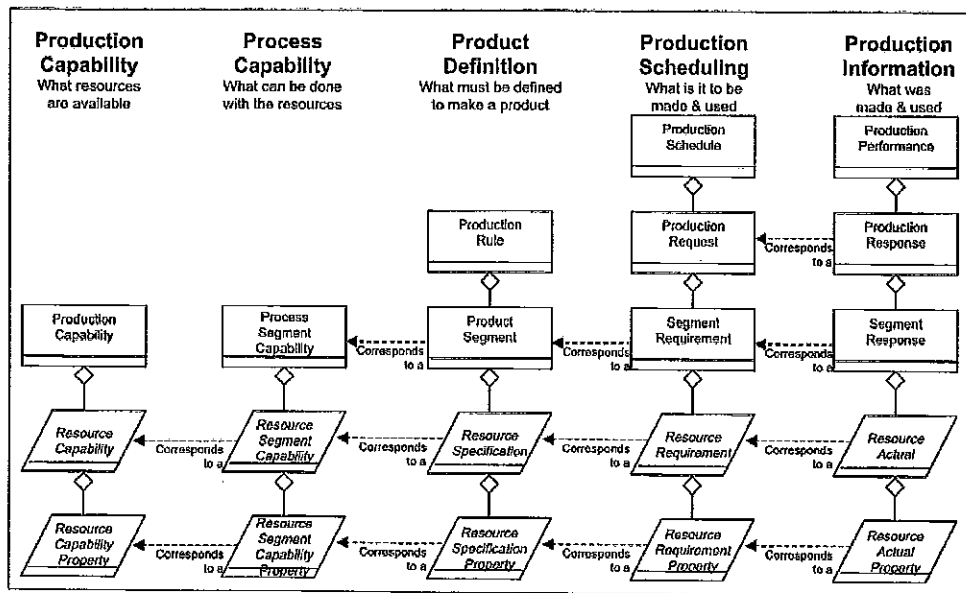 Production
Capability
What resources
are available
Process
Capability
What can be done
with the resources
Product
Definition
What must be defined
to make a product
Production
Scheduling
What is it to be
made & used
Production
Information
What was
made & used
Production
Schedule
Production
Performance
Production
Rule
Production
Request
Corresponds
to a
Production
Response
Production
Capability
Process
Segment
Capability
Corresponds
to a
Product
Segment
Corresponds
to a
Segment
Requirement
Corresponds
to a
Segment
Response
Resource
Capability
Corresponds
to a
Resource
Segment
Capability
Corresponds
to a
Resource
Specification
Corresponds
to a
Resource
Requirement
Corresponds
to a
Resource
Actual
Resource
Capability
Property
Corresponds
to a
Resource
Segment
Capability
Property
Corresponds
to a
Resource
Specification
Property
Corresponds
to a
Resource
Requirement
Property
Corresponds
to a
Resource
Actual
Property